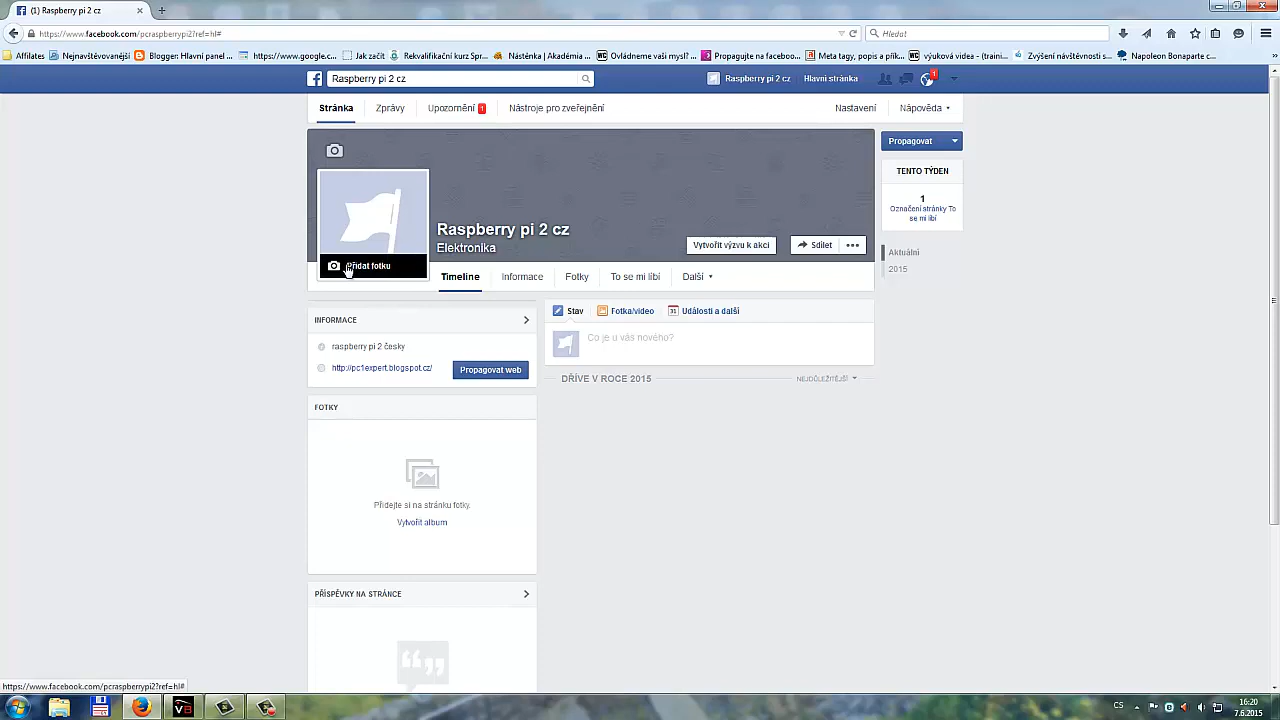 (1) Raspberry pi 2 cz
https://www.facebook.com/pcraspberrypi2?ref=hl#
Hledat
Affilates
Nejnavštěvovanější
Blogger: Hlavní panel ...
https://www.google.c...
Jak začít
Rekvalifikační kurz Spr...
Nástěnka | Akademia ...
Ovládneme vaši mysl?...
Propagujte na faceboo...
Meta tagy, popis a přík...
výuková videa - (traini...
Zvýšení návštěvnosti s...
Napoleon Bonaparte c...
Raspberry pi 2 cz
Raspberry pi 2 cz
Hlavní stránka
1
Stránka
Zprávy
Upozornění 1
Nástroje pro zveřejnění
Nastavení
Nápověda
Propagovat
TENTO TÝDEN
1
Označení stránky To
se mi líbí
Raspberry pi 2 cz
Elektronika
Vytvořit výzvu k akci
Sdílet
Přidat fotku
Aktuální
2015
Timeline
Informace
Fotky
To se mi líbí
Další
INFORMACE
raspberry pi 2 česky
http://pc1expert.blogspot.cz/
Propagovat web
Stav
Fotka/video
31
Události a další
Co je u vás nového?
DŘÍVE V ROCE 2015
NEJDŮLEŽITĚJŠÍ
FOTKY
Přidejte si na stránku fotky.
Vytvořit album
PŘÍSPĚVKY NA STRÁNCE
https://www.facebook.com/pcraspberrypi2?ref=hl#
CS
16:20
7.6.2015